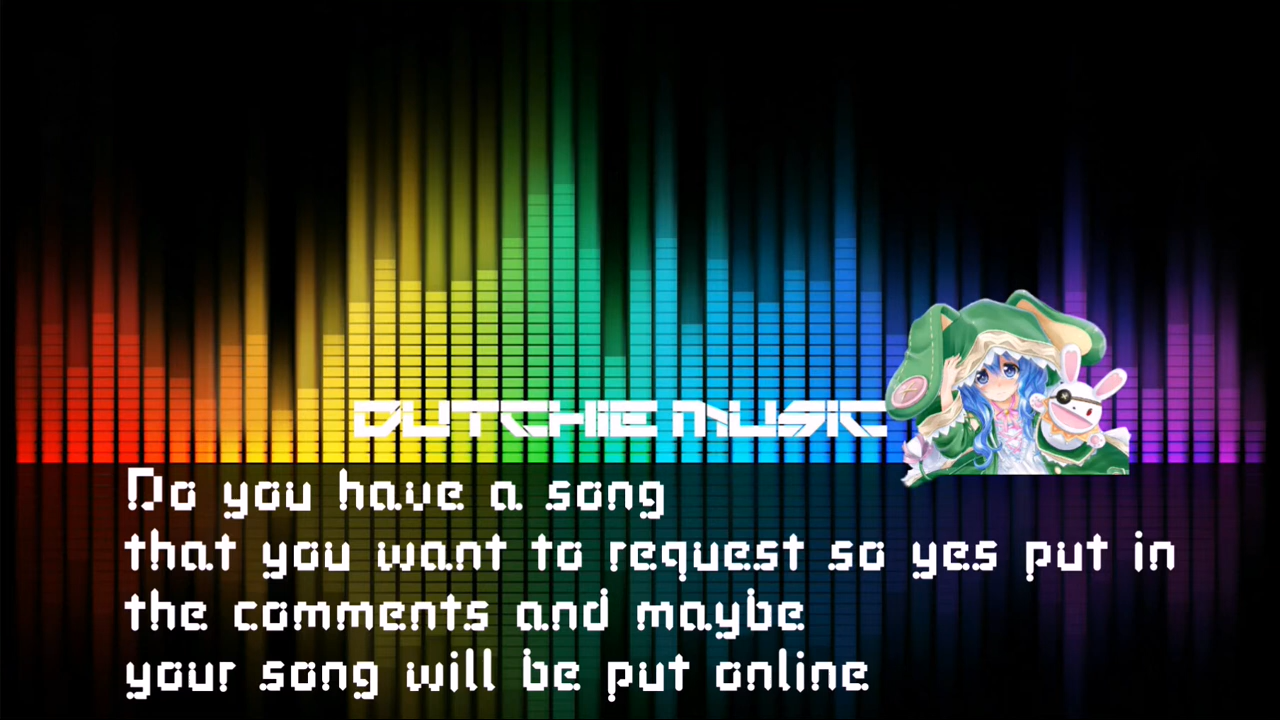 DUTCHIE MUSIC
Do you have a song
that you want to request so yes put in
the comments and maybe
your song will be put online